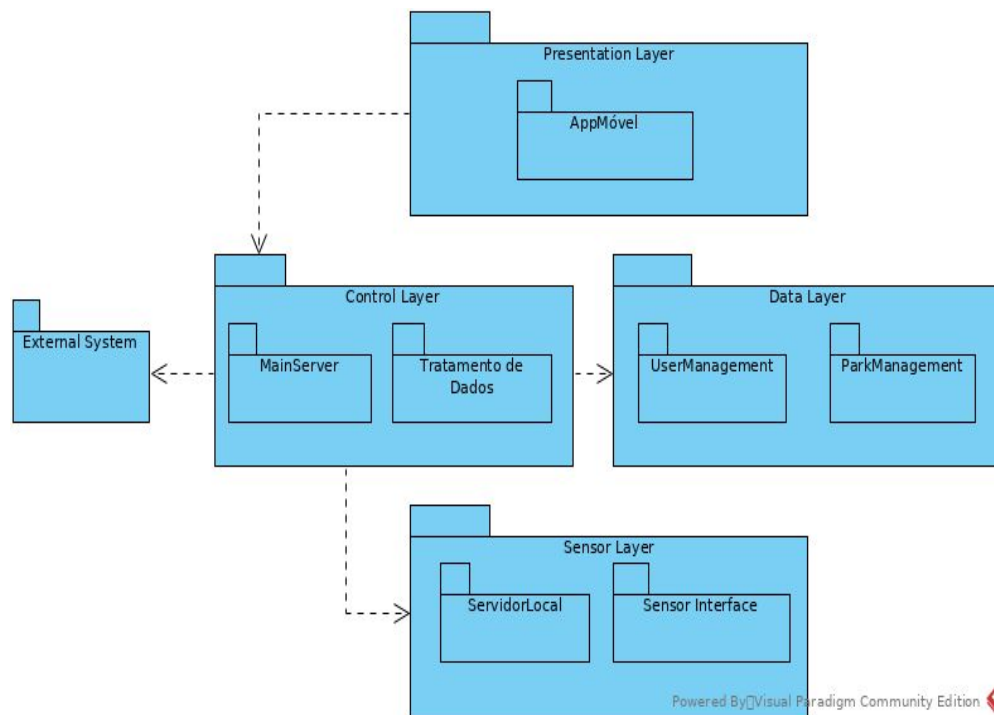 Presentation Layer
AppMóvel
Control Layer
MainServer
Tratamento de
Dados
External System
Data Layer
UserManagement
ParkManagement
Sensor Layer
ServidorLocal
Sensor Interface
Powered By Visual Paradigm Community Edition